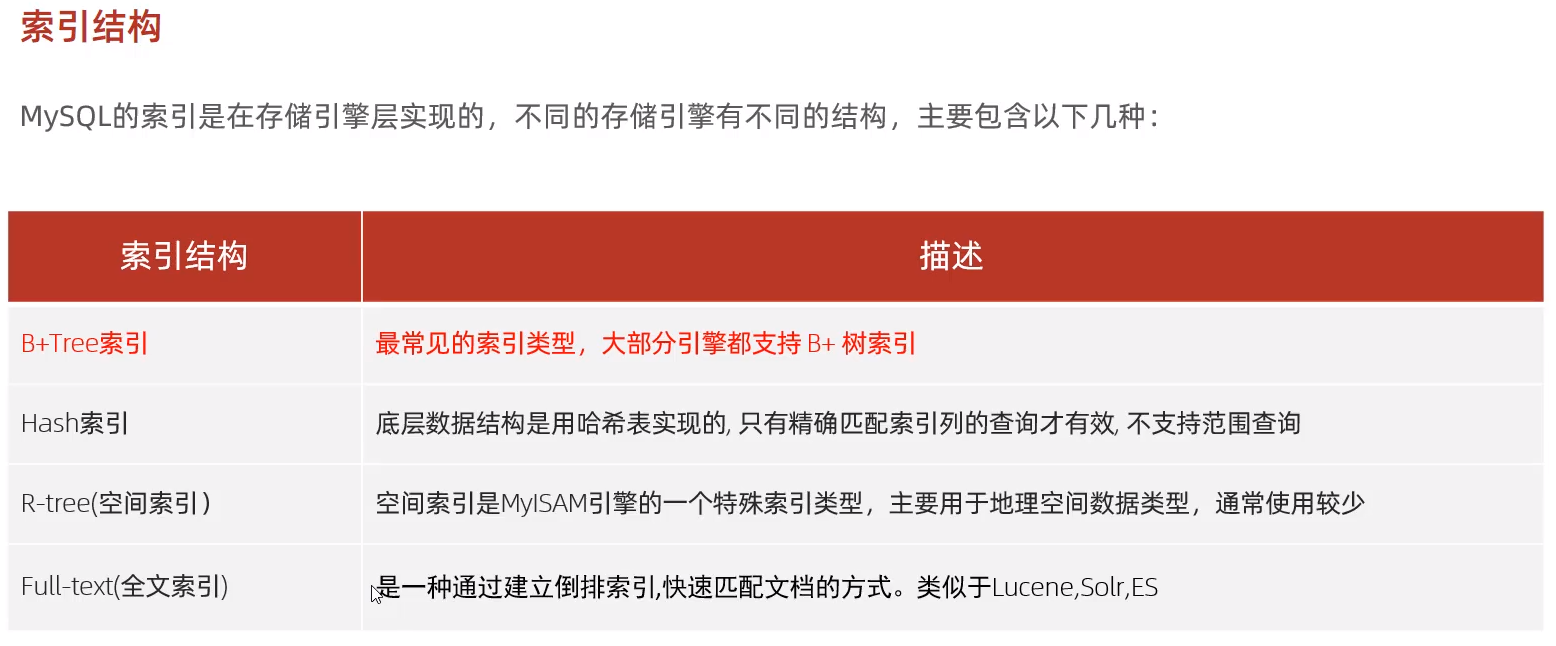 索引结构
MySQL的索引是在存储引擎层实现的，不同的存储引擎有不同的结构，主要包含以下几种：
索引结构 描述
B+Tree索引 最常见的索引类型，大部分引擎都支持 B+ 树索引
Hash索引 底层数据结构是用哈希表实现的, 只有精确匹配索引列的查询才有效, 不支持范围查询
R-tree(空间索引） 空间索引是MyISAM引擎的一个特殊索引类型，主要用于地理空间数据类型，通常使用较少
Full-text(全文索引) 是一种通过建立倒排索引,快速匹配文档的方式。类似于Lucene,Solr,ES